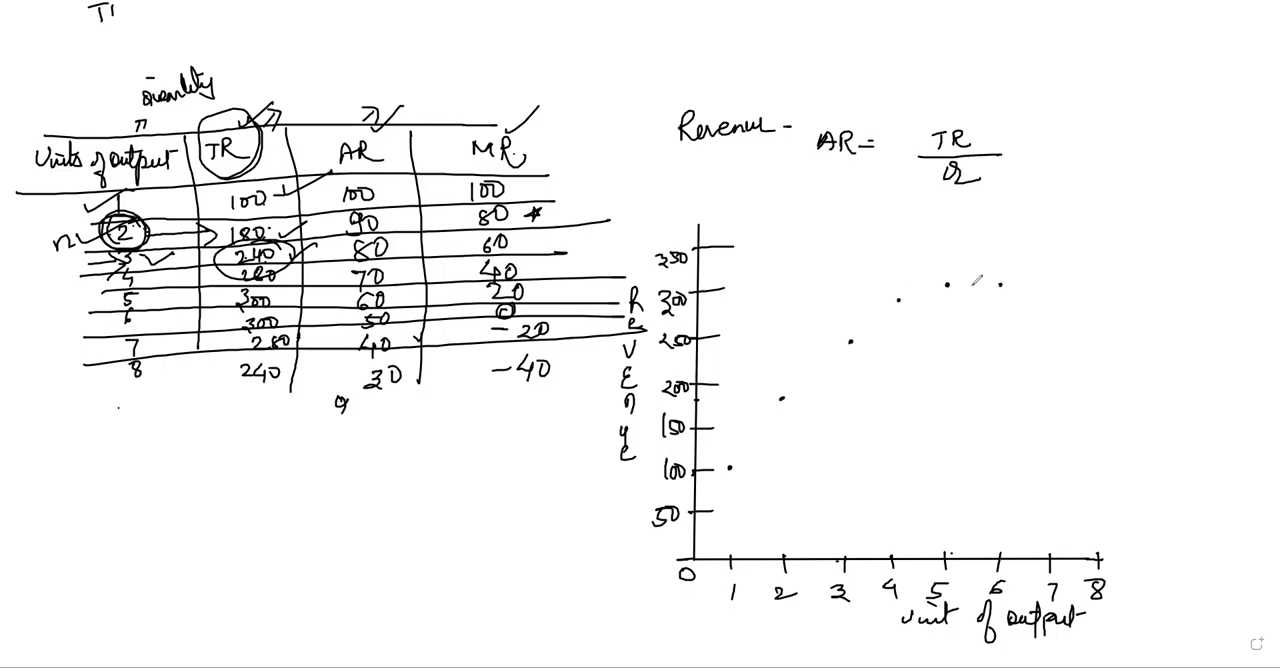 Quantity
Units of output TR AR MR
1 100 100 100
2 180 90 80 *
3 240 80 60
4 280 70 40
5 300 60 20
6 300 50 0
7 280 40 -20
8 240 30 -40
Revenue - AR = TR
Q
REVENUE
350
300
250
200
150
100
50
0 1 2 3 4 5 6 7 8
Unit of output